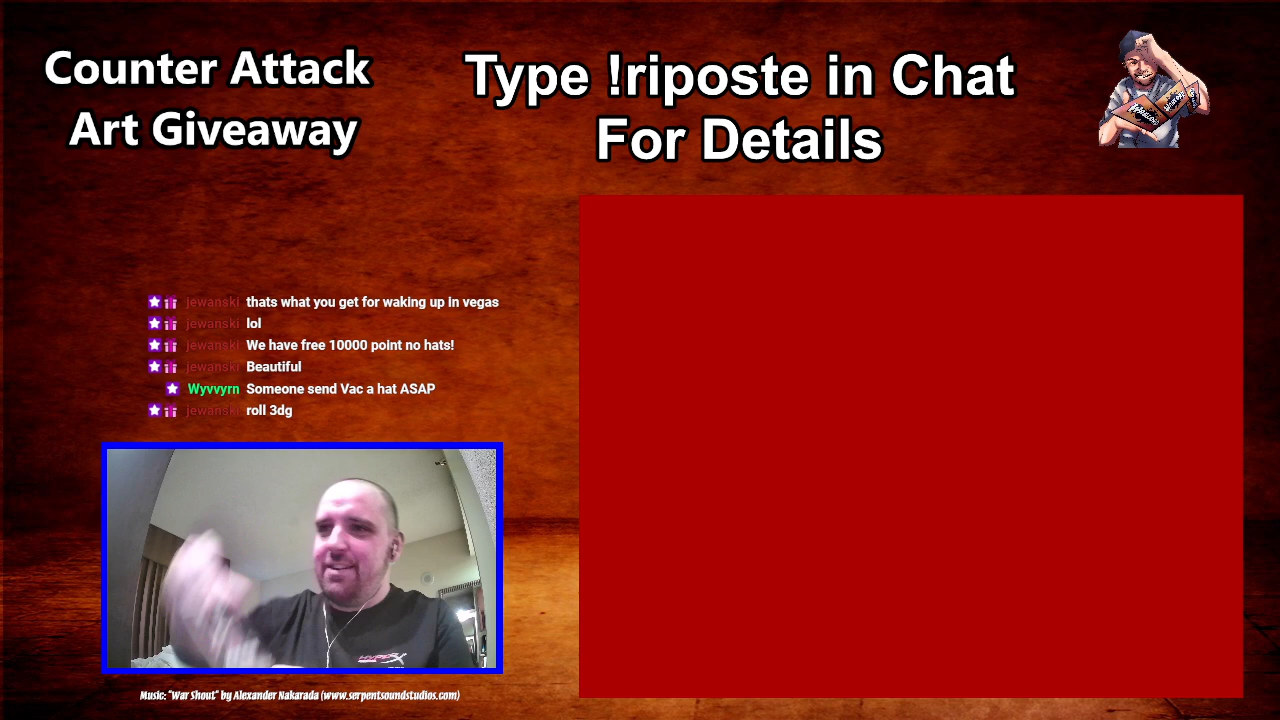 Counter Attack
Art Giveaway
Type !riposte in Chat
For Details
jewanski thats what you get for waking up in vegas
jewanski lol
jewanski We have free 10000 point no hats!
jewanski Beautiful
Wyvvyrn Someone send Vac a hat ASAP
jewanski roll 3dg
HYPERX
Music: "War Shout" by Alexander Nakarada (www.serpentsoundstudios.com)